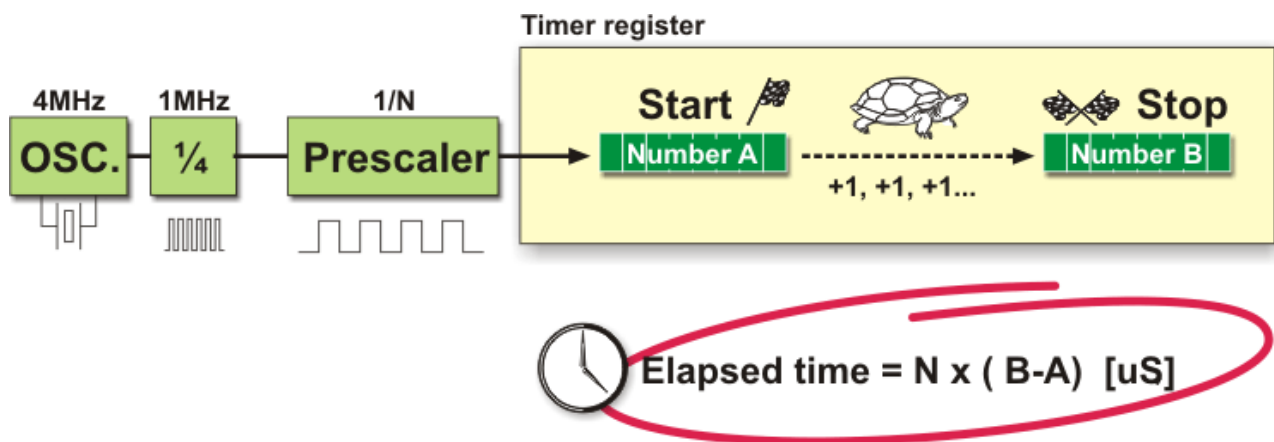 Timer register
4MHz
1MHz
1/N
Start
Stop
OSC.
¼
Prescaler
Number A
Number B
+1, +1, +1...
Elapsed time = N x ( B-A) [uS]